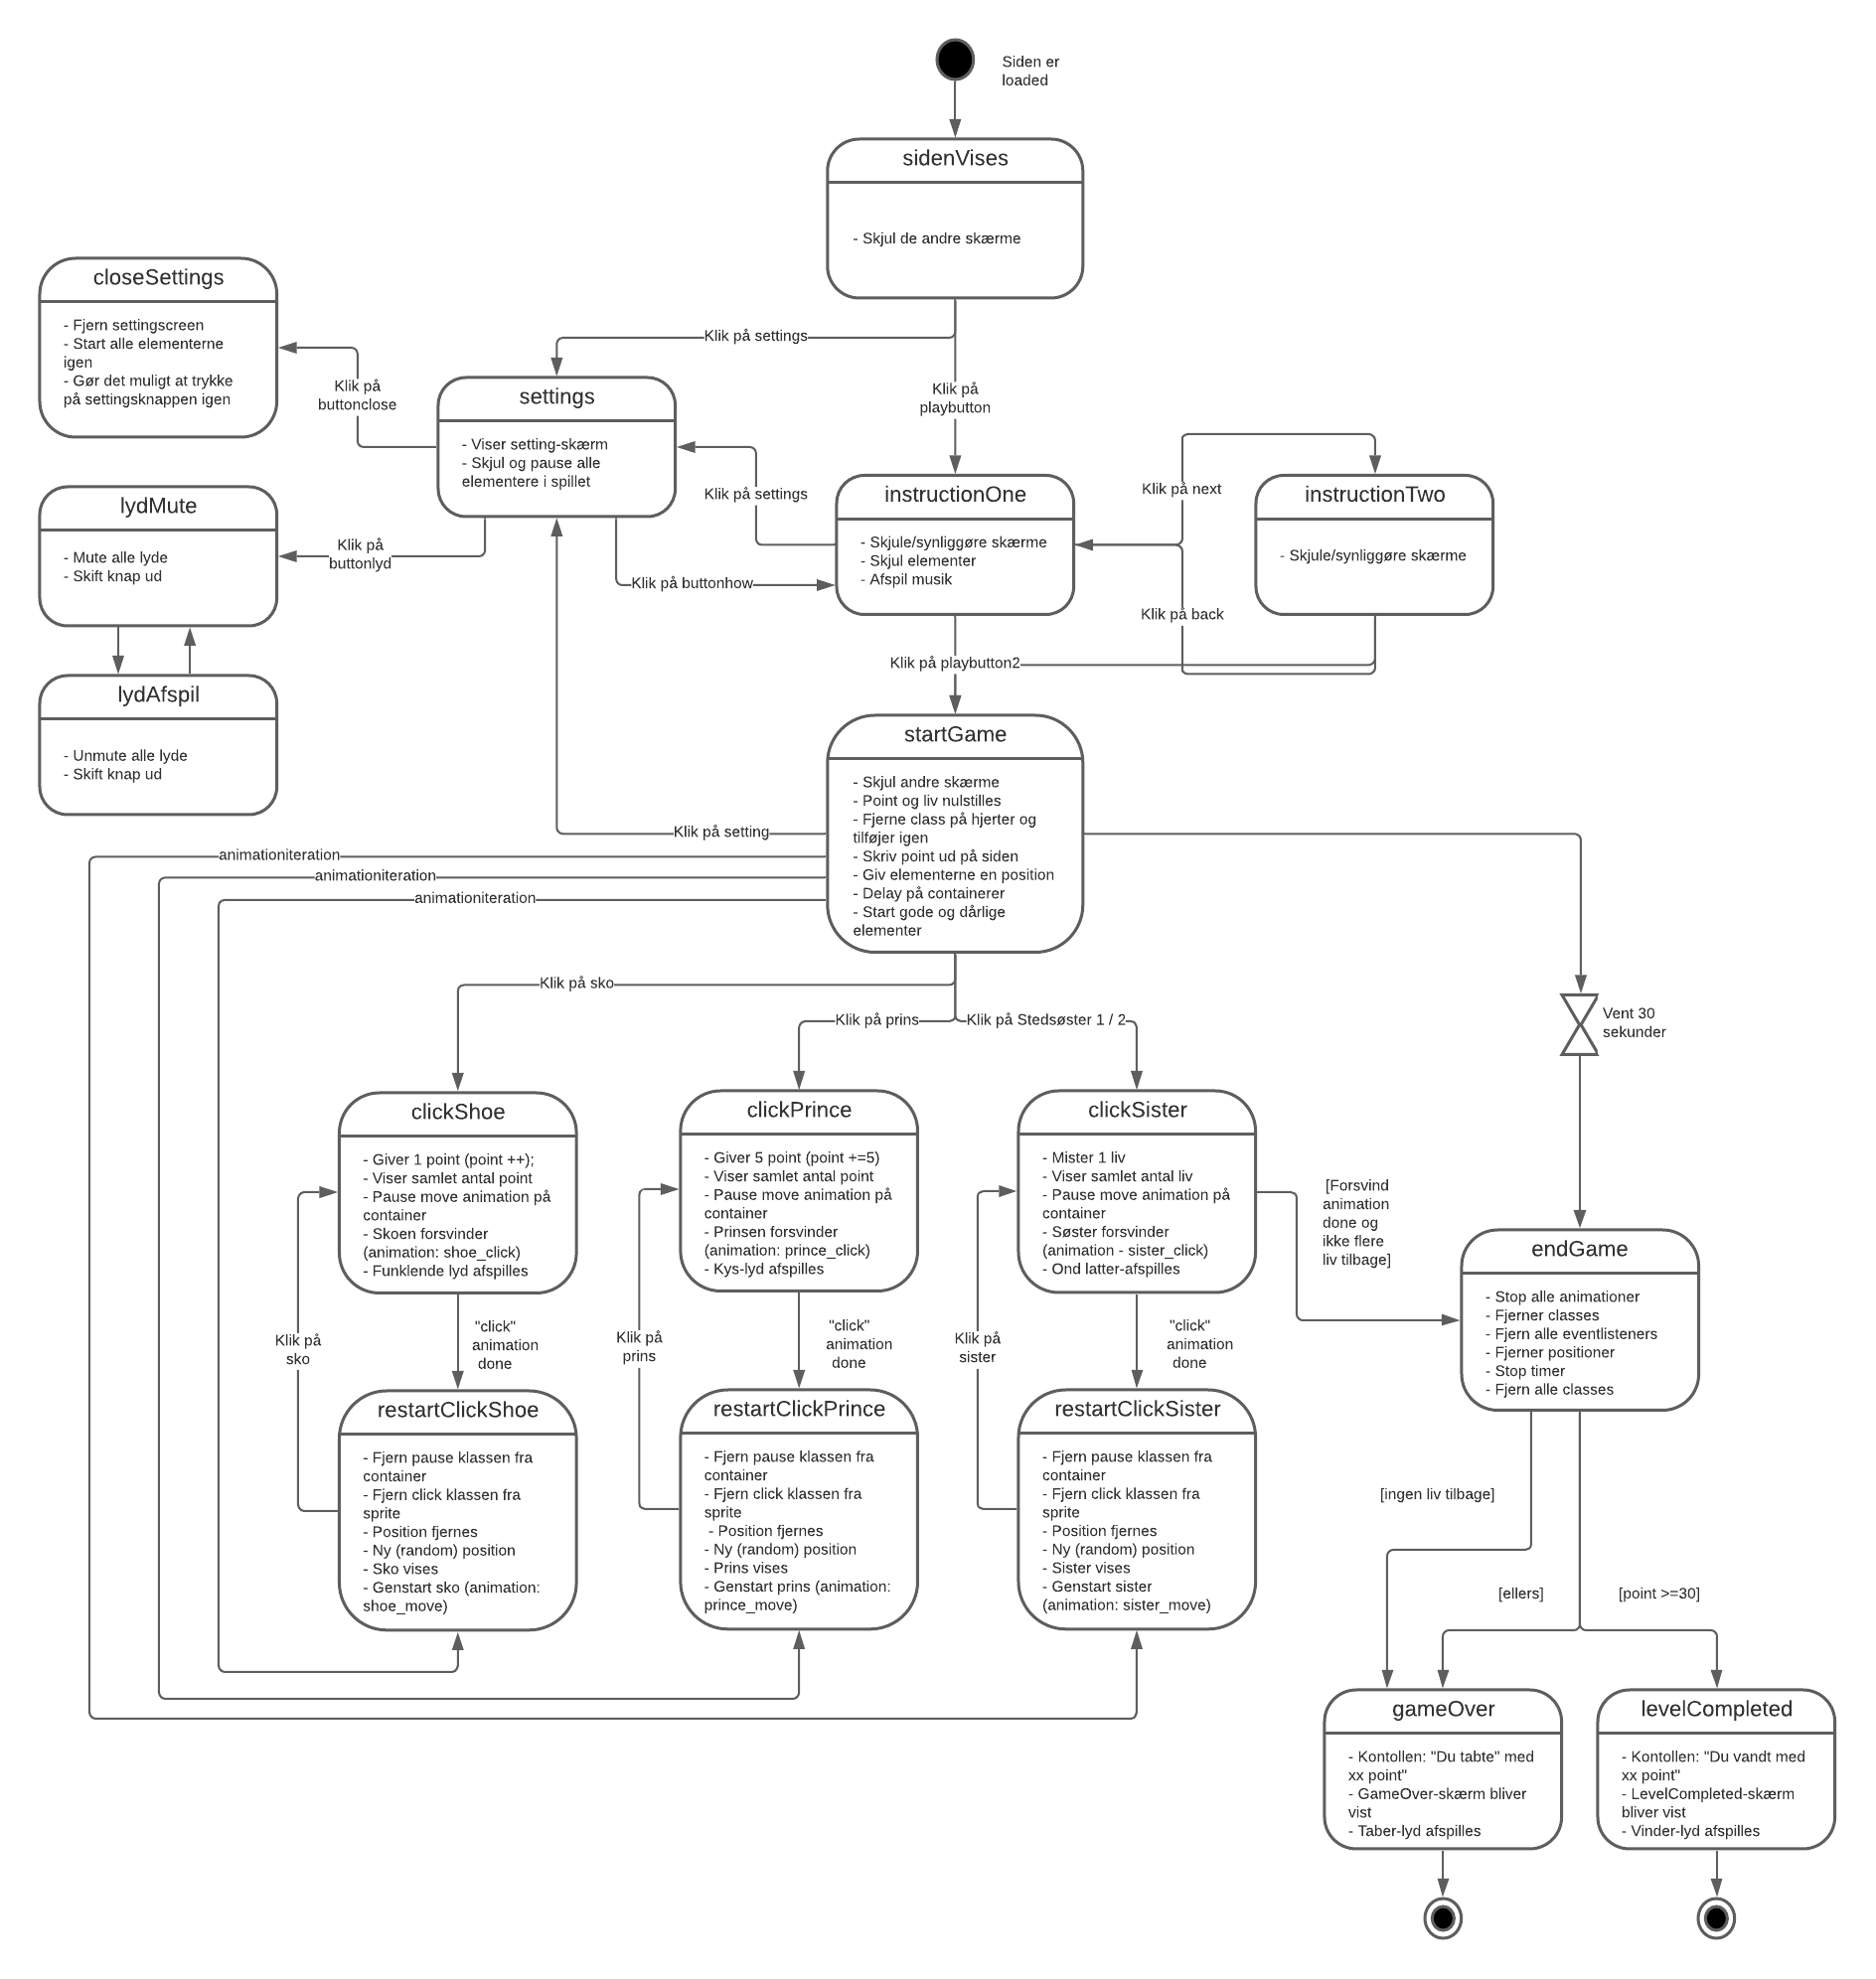 Siden er
loaded
sidenVises
- Skjul de andre skærme
closeSettings
- Fjern settingscreen
- Start alle elementerne
igen
- Gør det muligt at trykke
på settingsknappen igen
Klik på settings
Klik på
buttonclose
settings
- Viser setting-skærm
- Skjul og pause alle
elementere i spillet
Klik på
playbutton
Klik på settings
instructionOne
- Skjule/synliggøre skærme
- Skjul elementer
- Afspil musik
Klik på next
instructionTwo
- Skjule/synliggøre skærme
lydMute
- Mute alle lyde
- Skift knap ud
Klik på
buttonlyd
Klik på buttonhow
Klik på back
Klik på playbutton2
lydAfspil
- Unmute alle lyde
- Skift knap ud
startGame
- Skjul andre skærme
- Point og liv nulstilles
- Fjerne class på hjerter og
tilføjer igen
- Skriv point ud på siden
- Giv elementerne en position
- Delay på containerer
- Start gode og dårlige
elementer
Klik på setting
animationiteration
animationiteration
animationiteration
Klik på sko
Klik på prins
Klik på Stedsøster 1 / 2
Vent 30
sekunder
clickShoe
- Giver 1 point (point ++);
- Viser samlet antal point
- Pause move animation på
container
- Skoen forsvinder
(animation: shoe_click)
- Funklende lyd afspilles
clickPrince
- Giver 5 point (point +=5)
- Viser samlet antal point
- Pause move animation på
container
- Prinsen forsvinder
(animation: prince_click)
- Kys-lyd afspilles
clickSister
- Mister 1 liv
- Viser samlet antal liv
- Pause move animation på
container
- Søster forsvinder
(animation - sister_click)
- Ond latter-afspilles
[Forsvind
animation
done og
ikke flere
liv tilbage]
endGame
- Stop alle animationer
- Fjerner classes
- Fjern alle eventlisteners
- Fjerner positioner
- Stop timer
- Fjern alle classes
Klik på
sko
"click"
animation
done
Klik på
prins
"click"
animation
done
Klik på
sister
"click"
animation
done
restartClickShoe
- Fjern pause klassen fra
container
- Fjern click klassen fra
sprite
- Position fjernes
- Ny (random) position
- Sko vises
- Genstart sko (animation:
shoe_move)
restartClickPrince
- Fjern pause klassen fra
container
- Fjern click klassen fra
sprite
- Position fjernes
- Ny (random) position
- Prins vises
- Genstart prins (animation:
prince_move)
restartClickSister
- Fjern pause klassen fra
container
- Fjern click klassen fra
sprite
- Position fjernes
- Ny (random) position
- Sister vises
- Genstart sister
(animation: sister_move)
[ingen liv tilbage]
[ellers]
[point >=30]
gameOver
- Kontollen: "Du tabte" med
xx point"
- GameOver-skærm bliver
vist
- Taber-lyd afspilles
levelCompleted
- Kontollen: "Du vandt med
xx point"
- LevelCompleted-skærm
bliver vist
- Vinder-lyd afspilles